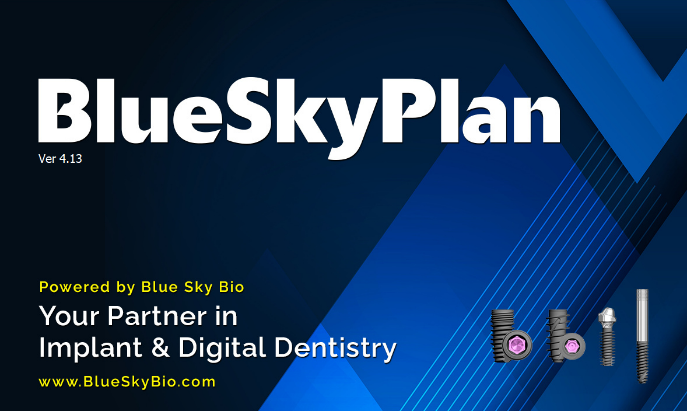 BlueSkyPlan
Ver 4.13
Powered by Blue Sky Bio
Your Partner in
Implant & Digital Dentistry
www.BlueSkyBio.com